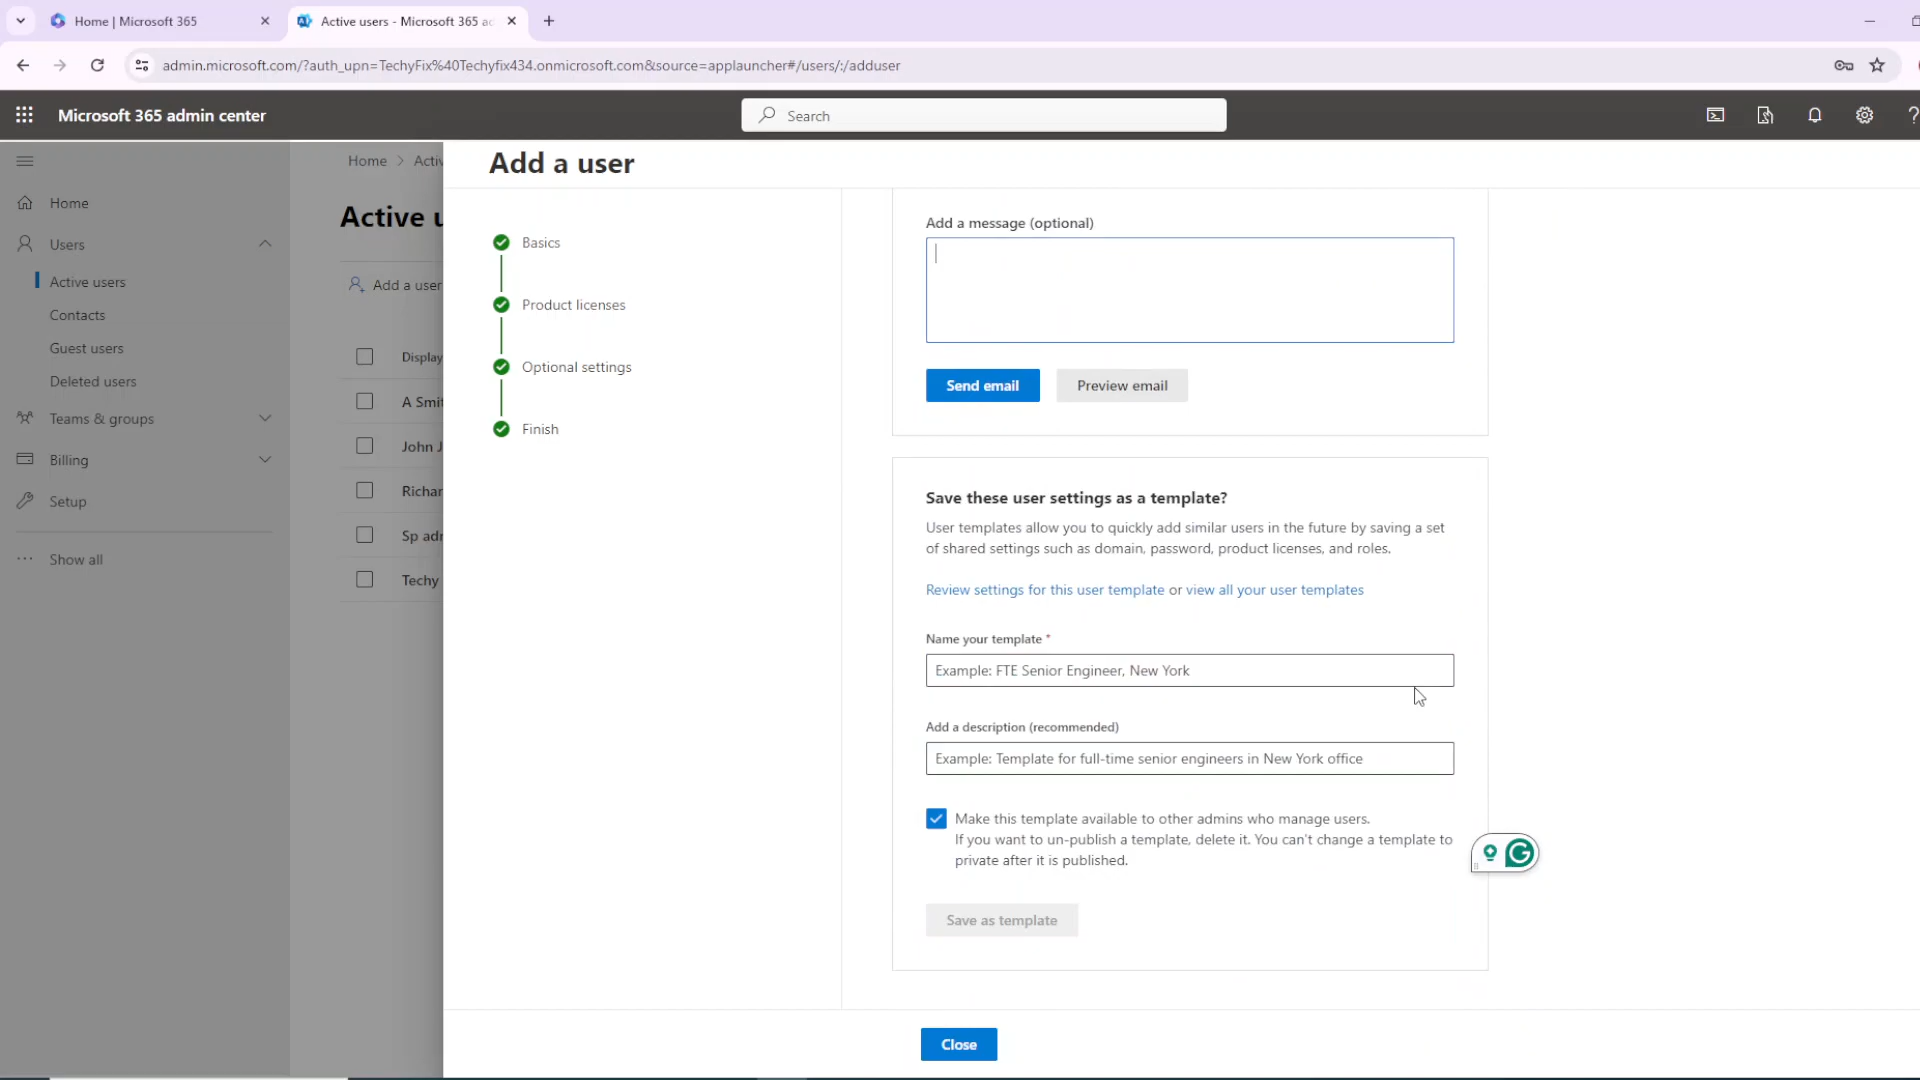 Home | Microsoft 365
Active users - Microsoft 365 ac
admin.microsoft.com/?auth_upn=TechyFix%40Techyfix434.onmicrosoft.com&source=applauncher#/users/:/adduser
Microsoft 365 admin center
Search
Home
Users
Active users
Contacts
Guest users
Deleted users
Teams & groups
Billing
Setup
Show all
Home > Activ
Active u
Add a user
Display
A Smit
John J
Richar
Sp adr
Techy
Add a user
Basics
Product licenses
Optional settings
Finish
Add a message (optional)
Send email
Preview email
Save these user settings as a template?
User templates allow you to quickly add similar users in the future by saving a set
of shared settings such as domain, password, product licenses, and roles.
Review settings for this user template or view all your user templates
Name your template *
Example: FTE Senior Engineer, New York
Add a description (recommended)
Example: Template for full-time senior engineers in New York office
Make this template available to other admins who manage users.
If you want to un-publish a template, delete it. You can't change a template to
private after it is published.
Save as template
Close